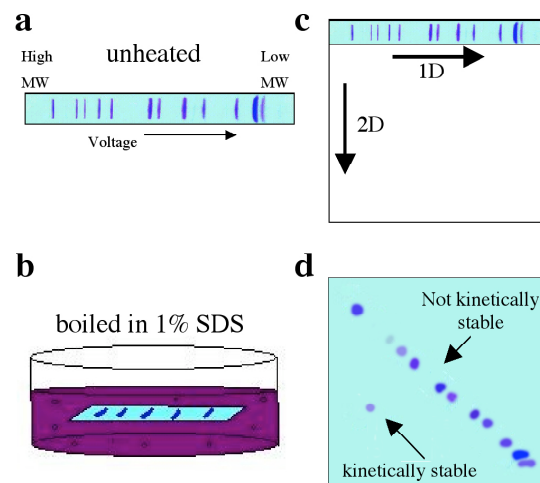 a
unheated
High
MW
Low
MW
Voltage
b
boiled in 1% SDS
c
1D
2D
d
Not kinetically
stable
kinetically stable